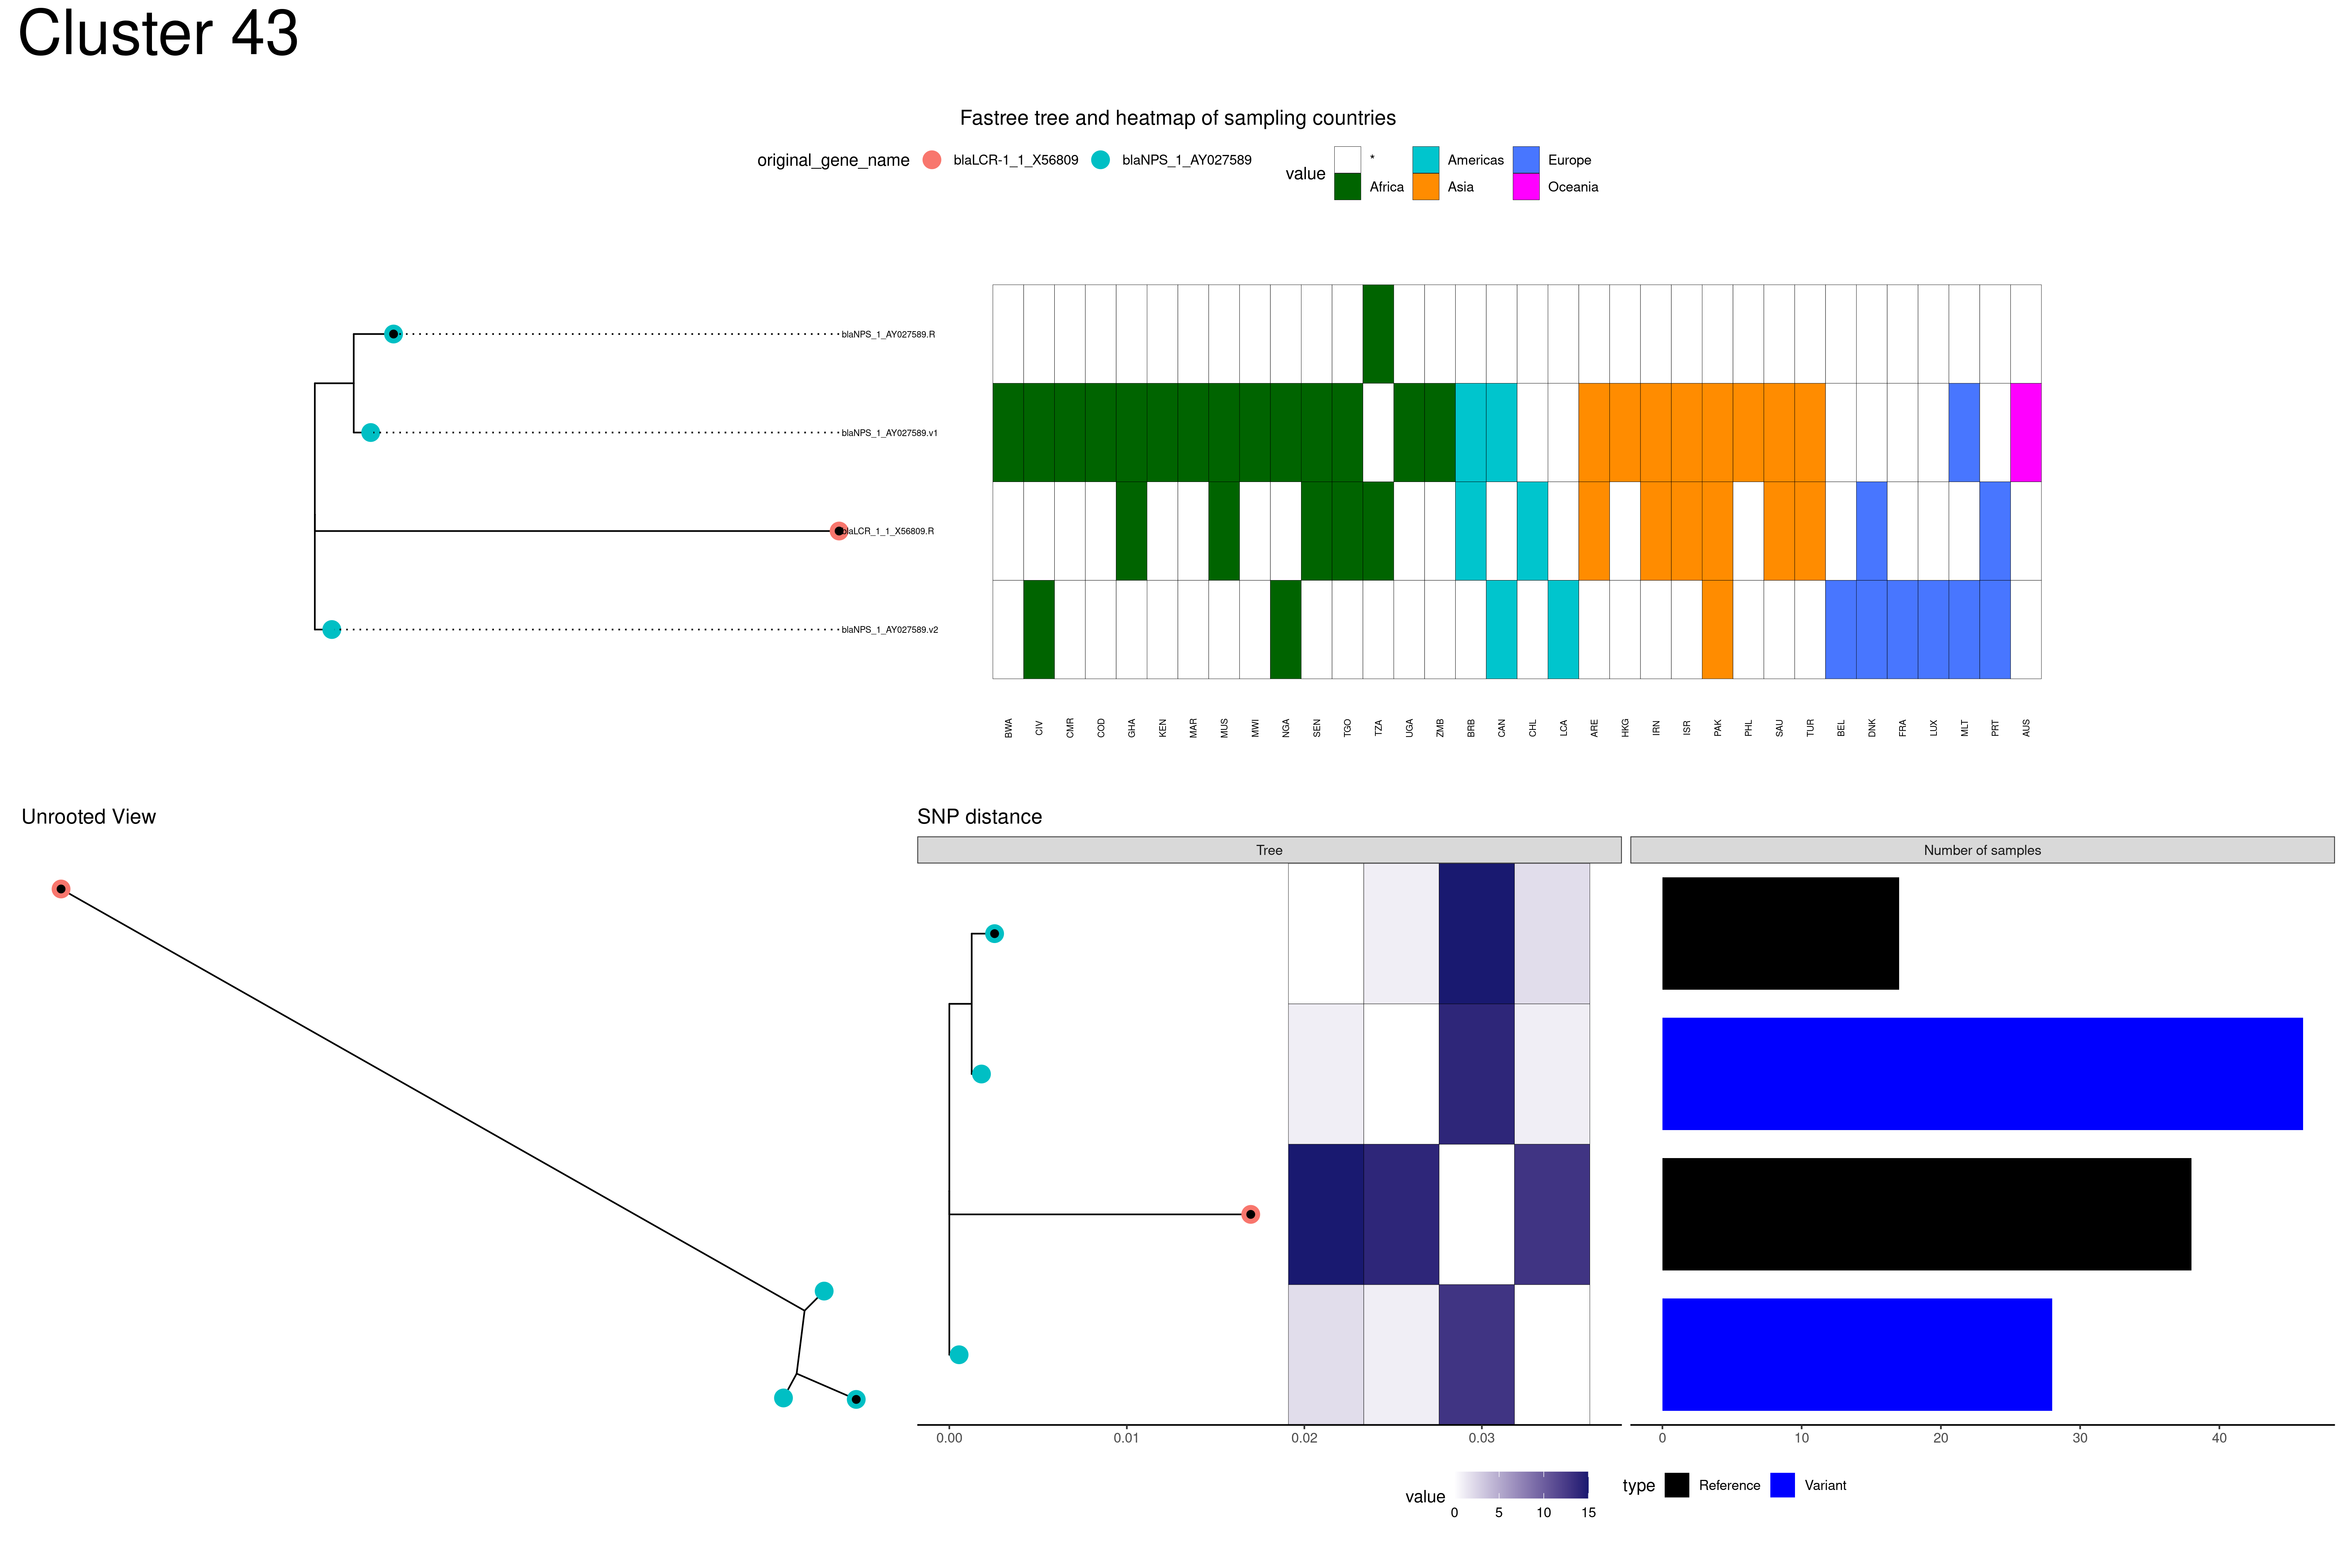 Cluster 43
Fastree tree and heatmap of sampling countries
original_gene_name blaLCR-1_1_X56809 blaNPS_1_AY027589
value * Americas Europe
Africa Asia Oceania
blaNPS_1_AY027589.R
blaNPS_1_AY027589.v1
blaLCR_1_1_X56809.R
blaNPS_1_AY027589.v2
BWA CIV CMR COD GHA KEN MAR MUS MWI NGA SEN TGO TZA UGA ZMB BRB CAN CHL LCA ARE HKG IRN ISR PAK PHL SAU TUR BEL DNK FRA LUX MLT PRT AUS
Unrooted View
SNP distance
Tree Number of samples
0.00 0.01 0.02 0.03 0 10 20 30 40
value 0 5 10 15
type Reference Variant